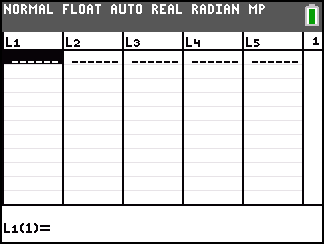 NORMAL FLOAT AUTO REAL RADIAN MP
L1 L2 L3 L4 L5 1
------ ------ ------ ------ ------
L1(1)=